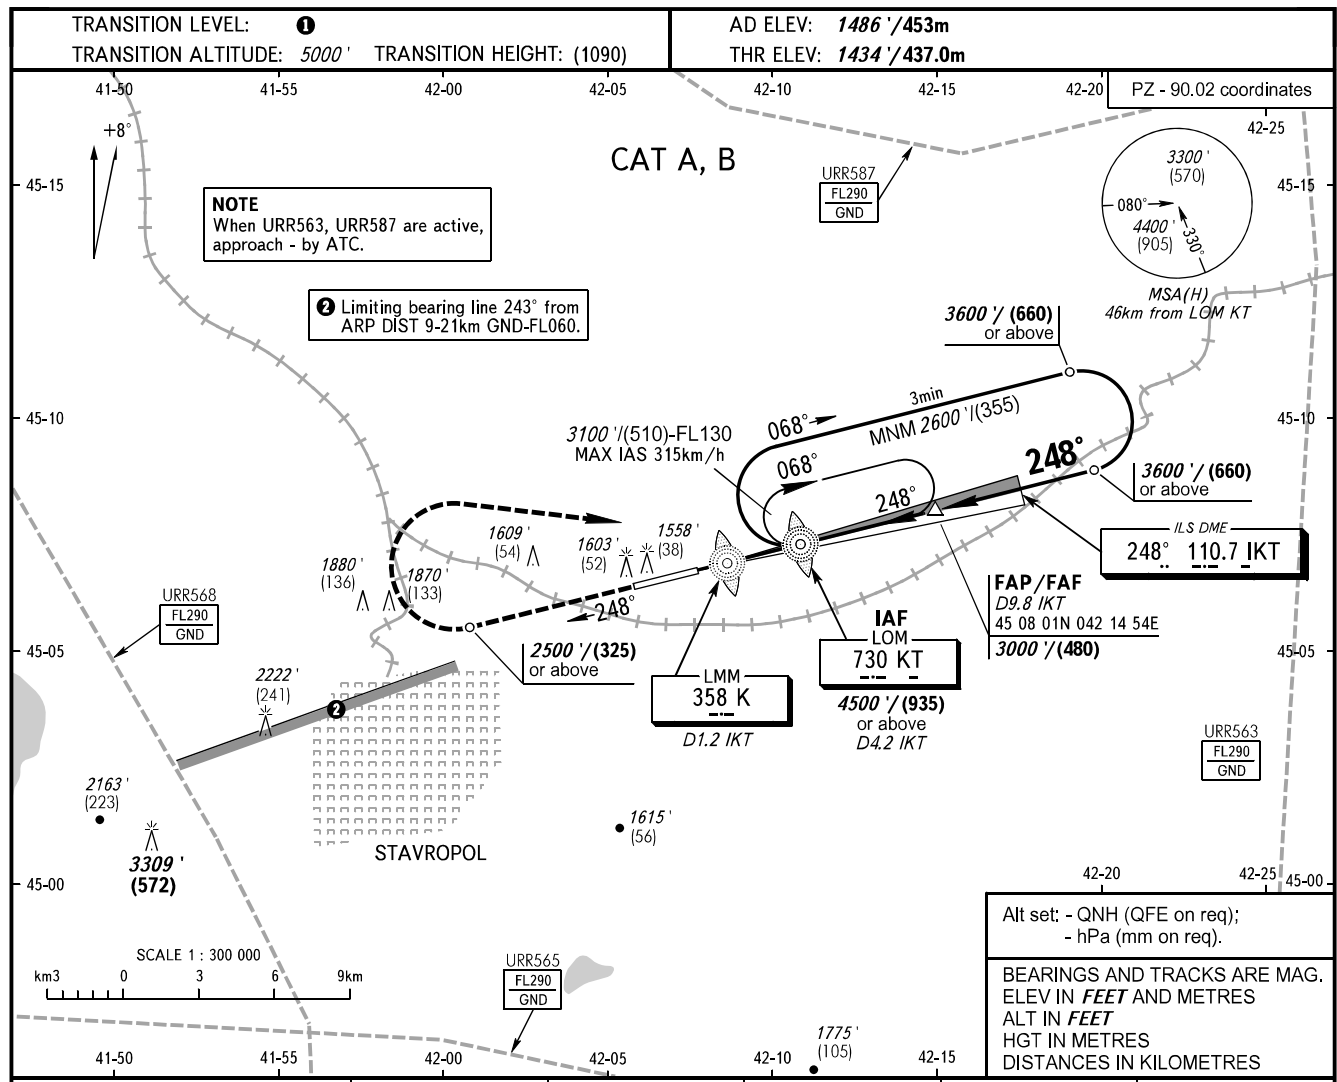 TRANSITION LEVEL: ❶
TRANSITION ALTITUDE: 5000 ' TRANSITION HEIGHT: (1090)
AD ELEV: 1486 '/453m
THR ELEV: 1434 '/437.0m
41-50 41-55 42-00 42-05 42-10 42-15 42-20
PZ - 90.02 coordinates
42-25
+8°
CAT A, B
45-15
45-15
NOTE
When URR563, URR587 are active,
approach - by ATC.
URR587
FL290
GND
3300 '
(570)
080°
4400 '
(905)
330°
MSA(H)
46km from LOM KT
❷ Limiting bearing line 243° from
ARP DIST 9-21km GND-FL060.
3600 '/ (660)
or above
45-10
45-10
3min
068°
MNM 2600 '/(355)
3100 '/(510)-FL130
MAX IAS 315km/h
068°
248°
248°
3600 '/ (660)
or above
ILS DME
248° 110.7 IKT
1609 '
(54)
1603 '
(52)
1558 '
(38)
1880 '
(136)
1870 '
(133)
URR568
FL290
GND
248°
FAP/FAF
D9.8 IKT
45 08 01N 042 14 54E
3000 '/ (480)
IAF
LOM
730 KT
4500 '/ (935)
or above
D4.2 IKT
2500 '/ (325)
or above
LMM
358 K
D1.2 IKT
45-05
45-05
2222 '
(241)
❷
URR563
FL290
GND
2163 '
(223)
3309 '
(572)
1615 '
(56)
STAVROPOL
45-00
42-20 42-25 45-00
SCALE 1 : 300 000
km3 0 3 6 9km
URR565
FL290
GND
1775 '
(105)
41-50 41-55 42-00 42-05 42-10 42-15
Alt set: - QNH (QFE on req);
- hPa (mm on req).
BEARINGS AND TRACKS ARE MAG.
ELEV IN FEET AND METRES
ALT IN FEET
HGT IN METRES
DISTANCES IN KILOMETRES